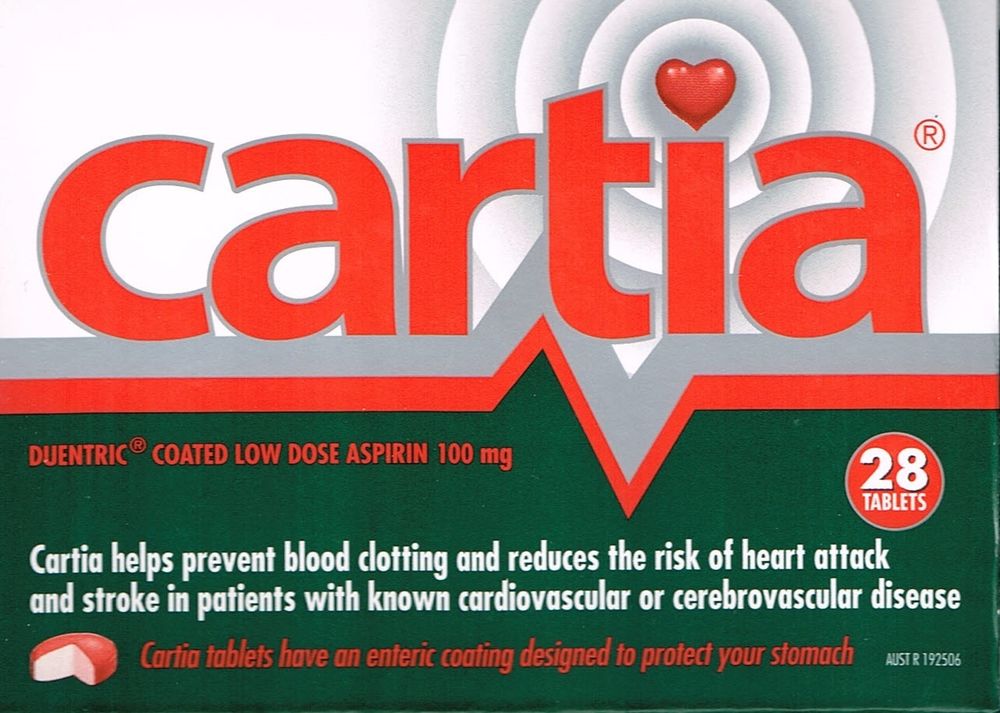 cartia®
DUENTRIC® COATED LOW DOSE ASPIRIN 100 mg
28
TABLETS
Cartia helps prevent blood clotting and reduces the risk of heart attack
and stroke in patients with known cardiovascular or cerebrovascular disease
Cartia tablets have an enteric coating designed to protect your stomach
AUST R 192506